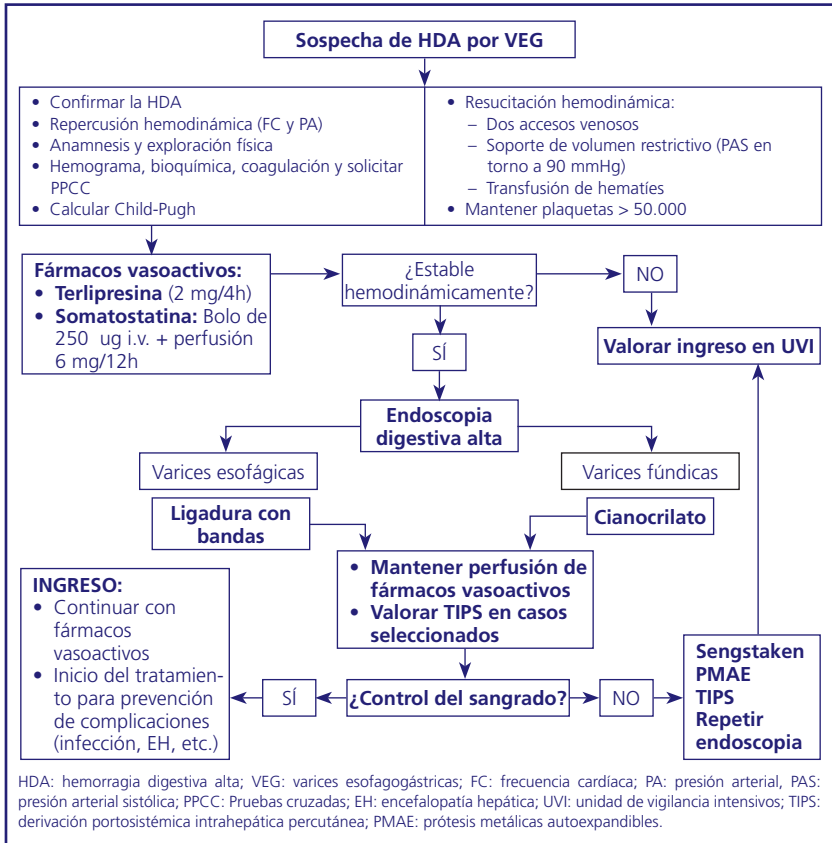 Sospecha de HDA por VEG
• Confirmar la HDA
• Repercusión hemodinámica (FC y PA)
• Anamnesis y exploración física
• Hemograma, bioquímica, coagulación y solicitar
PPCC
• Calcular Child-Pugh
• Resucitación hemodinámica:
– Dos accesos venosos
– Soporte de volumen restrictivo (PAS en
torno a 90 mmHg)
– Transfusión de hematíes
• Mantener plaquetas > 50.000
Fármacos vasoactivos:
• Terlipresina (2 mg/4h)
• Somatostatina: Bolo de
250 ug i.v. + perfusión
6 mg/12h
¿Estable
hemodinámicamente?
NO
SÍ
Valorar ingreso en UVI
Endoscopia
digestiva alta
Varices esofágicas
Varices fúndicas
Ligadura con
bandas
Cianocrilato
• Mantener perfusión de
fármacos vasoactivos
• Valorar TIPS en casos
seleccionados
INGRESO:
• Continuar con
fármacos
vasoactivos
• Inicio del tratamien-
to para prevención
de complicaciones
(infección, EH, etc.)
SÍ
¿Control del sangrado?
NO
Sengstaken
PMAE
TIPS
Repetir
endoscopia
HDA: hemorragia digestiva alta; VEG: varices esofagogástricas; FC: frecuencia cardíaca; PA: presión arterial, PAS:
presión arterial sistólica; PPCC: Pruebas cruzadas; EH: encefalopatía hepática; UVI: unidad de vigilancia intensivos; TIPS:
derivación portosistémica intrahepática percutánea; PMAE: prótesis metálicas autoexpandibles.